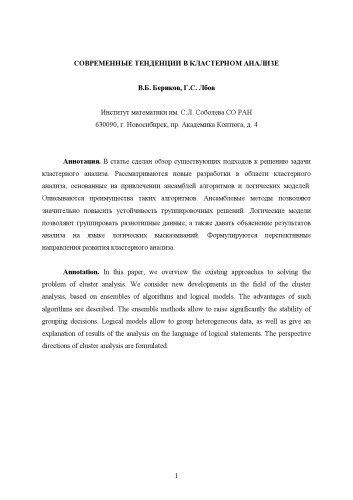 СОВРЕМЕННЫЕ ТЕНДЕНЦИИ В КЛАСТЕРНОМ АНАЛИЗЕ
В.Б. Бериков, Г.С. Лбов
Институт математики им. С.Л. Соболева СО РАН
630090, г. Новосибирск, пр. Академика Коптюга, д. 4
Аннотация. В статье сделан обзор существующих подходов к решению задачи
кластерного анализа. Рассматриваются новые разработки в области кластерного
анализа, основанные на привлечении ансамблей алгоритмов и логических моделей.
Описываются преимущества таких алгоритмов. Ансамблевые методы позволяют
значительно повысить устойчивость группировочных решений. Логические модели
позволяют группировать разнотипные данные, а также давать объяснение результатов
анализа на языке логических высказываний. Формулируются перспективные
направления развития кластерного анализа.
Annotation. In this paper, we overview the existing approaches to solving the
problem of cluster analysis. We consider new developments in the field of the cluster
analysis, based on ensembles of algorithms and logical models. The advantages of such
algorithms are described. The ensemble methods allow to raise significantly the stability of
grouping decisions. Logical models allow to group heterogeneous data, as well as give an
explanation of results of the analysis on the language of logical statements. The perspective
directions of cluster analysis are formulated.
1